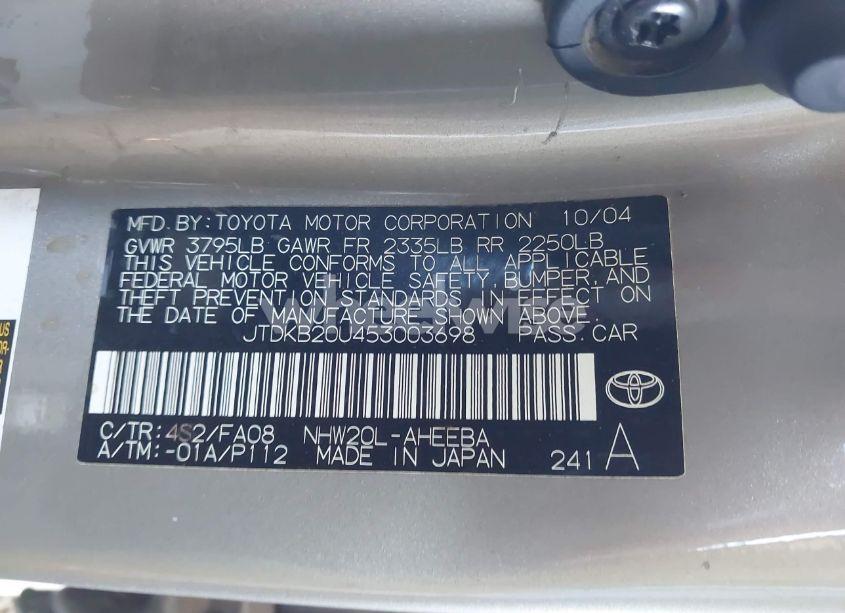 MFD.BY:TOYOTA MOTOR CORPORATION 10/04
GVWR 3795LB GAWR FR 2335LB RR 2250LB
THIS VEHICLE CONFORMS TO ALL APPLICABLE
FEDERAL MOTOR VEHICLE SAFETY, BUMPER, AND
THEFT PREVENTION STANDARDS IN EFFECT ON
THE DATE OF MANUFACTURE SHOWN ABOVE.
JTDKB20U453003698 PASS.CAR
C/TR: 4S2/FA08 NHW20L-AHEEBA
A/TM:-01A/P112 MADE IN JAPAN 241 A